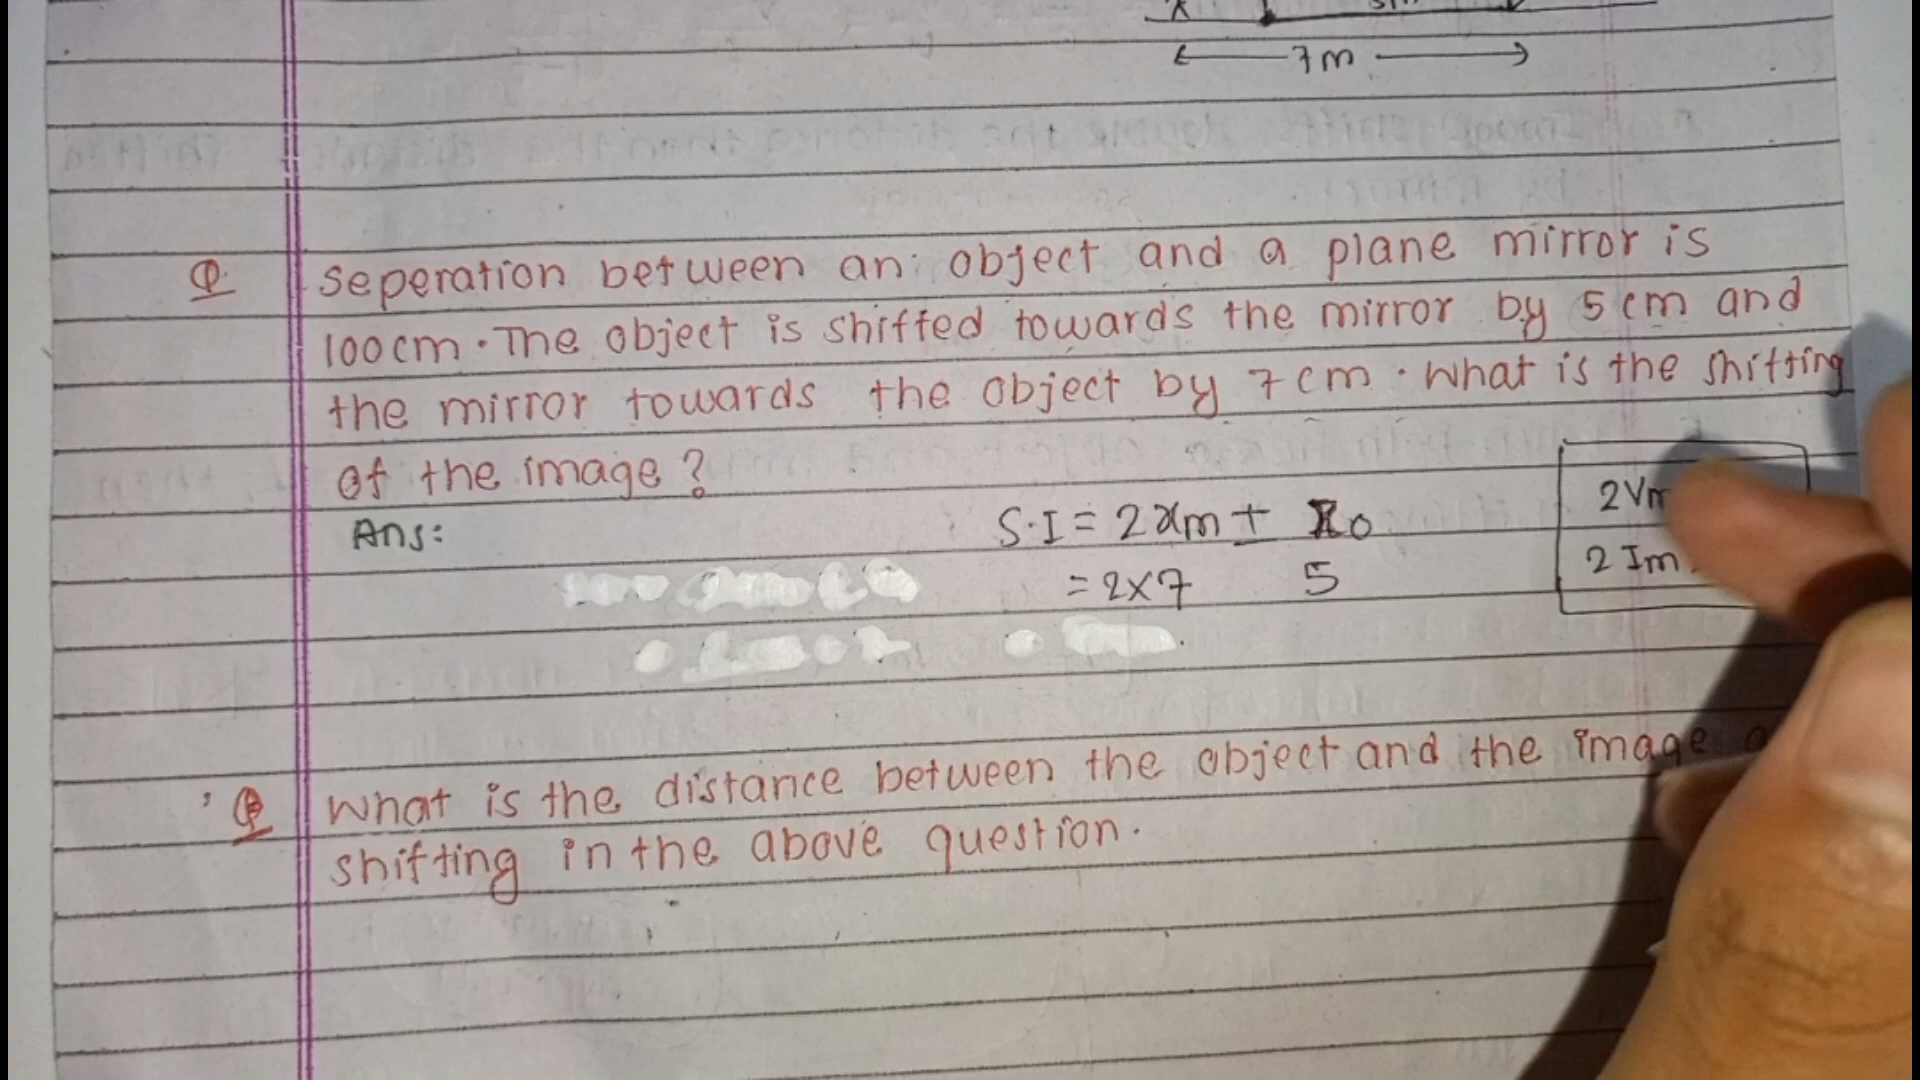 7m
Q seperation between an object and a plane mirror is
100cm. The object is shifted towards the mirror by 5cm and
the mirror towards the object by 7cm. what is the shifting
of the image?
Ans:
S.I = 2xm + xo
= 2x7 5
2Vm
2Im
Q what is the distance between the object and the image
shifting in the above question.